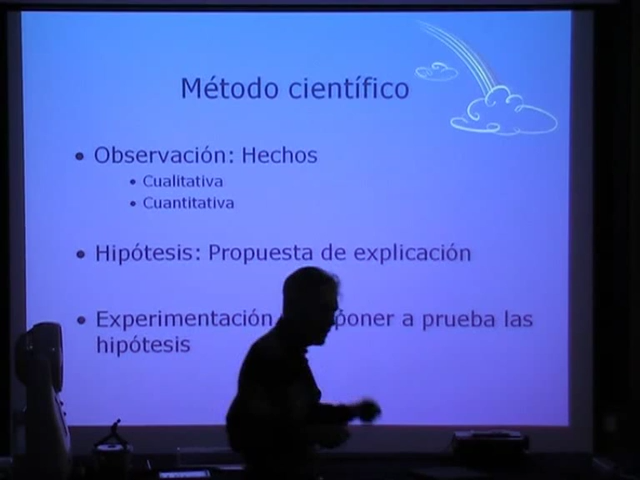 Método científico
• Observación: Hechos
• Cualitativa
• Cuantitativa
• Hipótesis: Propuesta de explicación
• Experimentación poner a prueba las
hipótesis